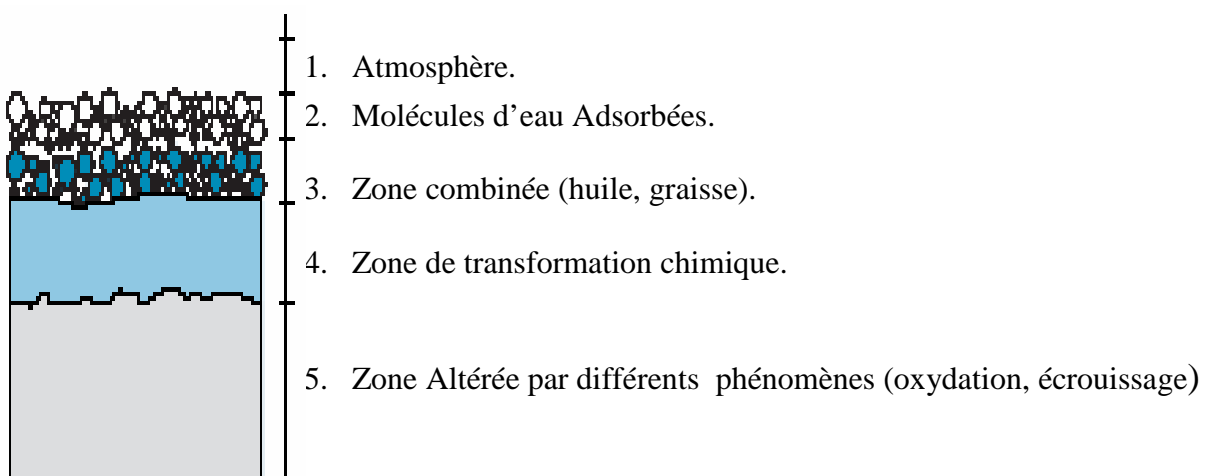 1. Atmosphère.
2. Molécules d'eau Adsorbées.
3. Zone combinée (huile, graisse).
4. Zone de transformation chimique.
5. Zone Altérée par différents phénomènes (oxydation, écrouissage)